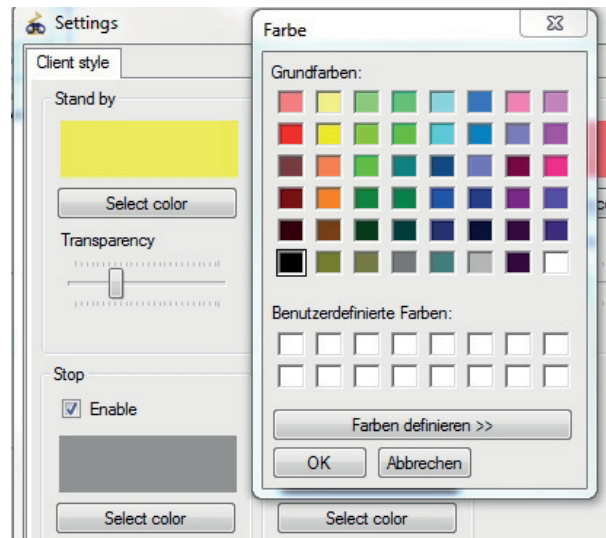 Settings
Client style
Stand by
Select color
Transparency
Stop
Enable
Select color
Select color
Farbe
Grundfarben:
Benutzerdefinierte Farben:
Farben definieren >>
OK
Abbrechen